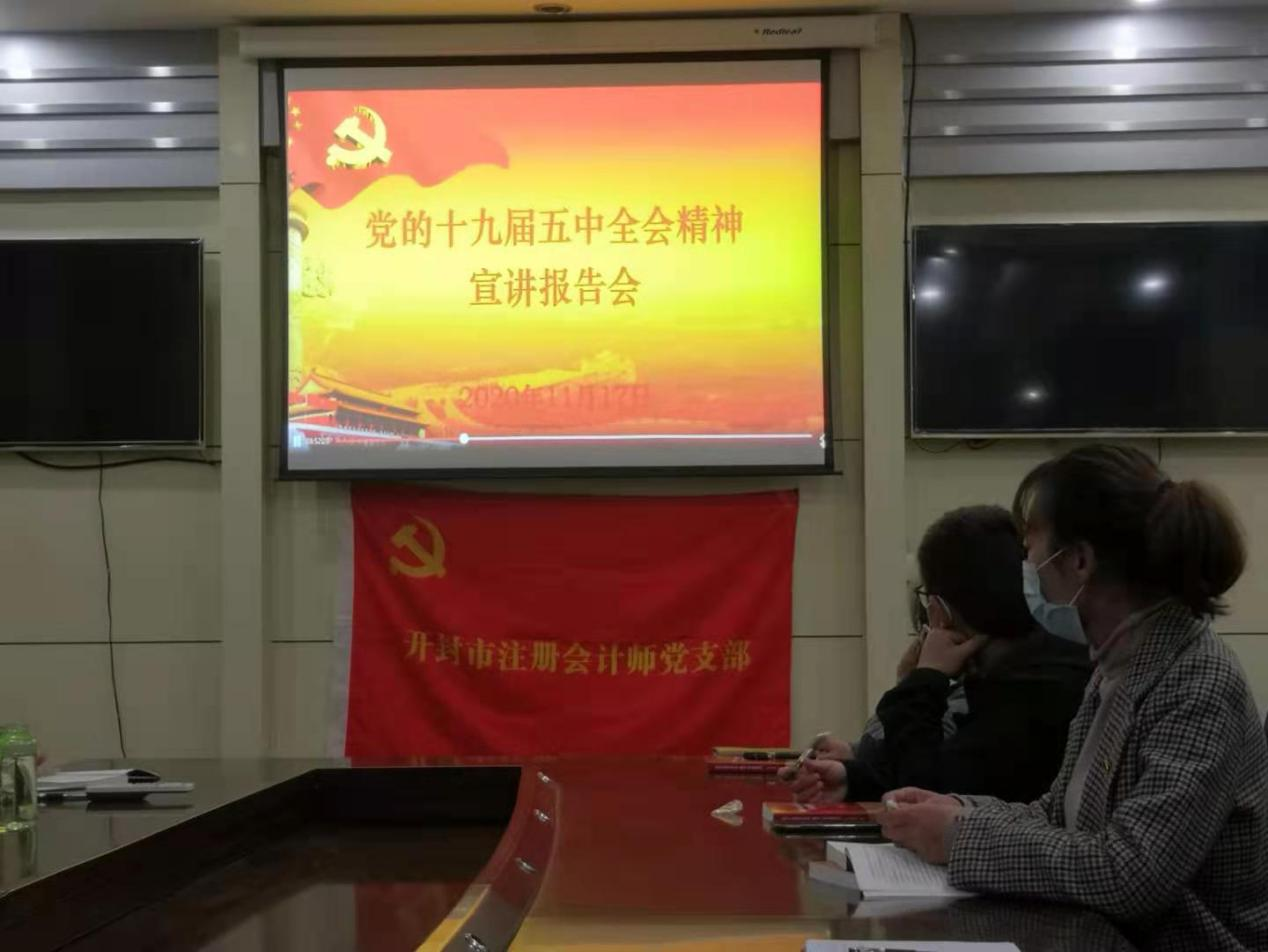 Redleaf
党的十九届五中全会精神
宣讲报告会
2020年11月17日
开封市注册会计师党支部